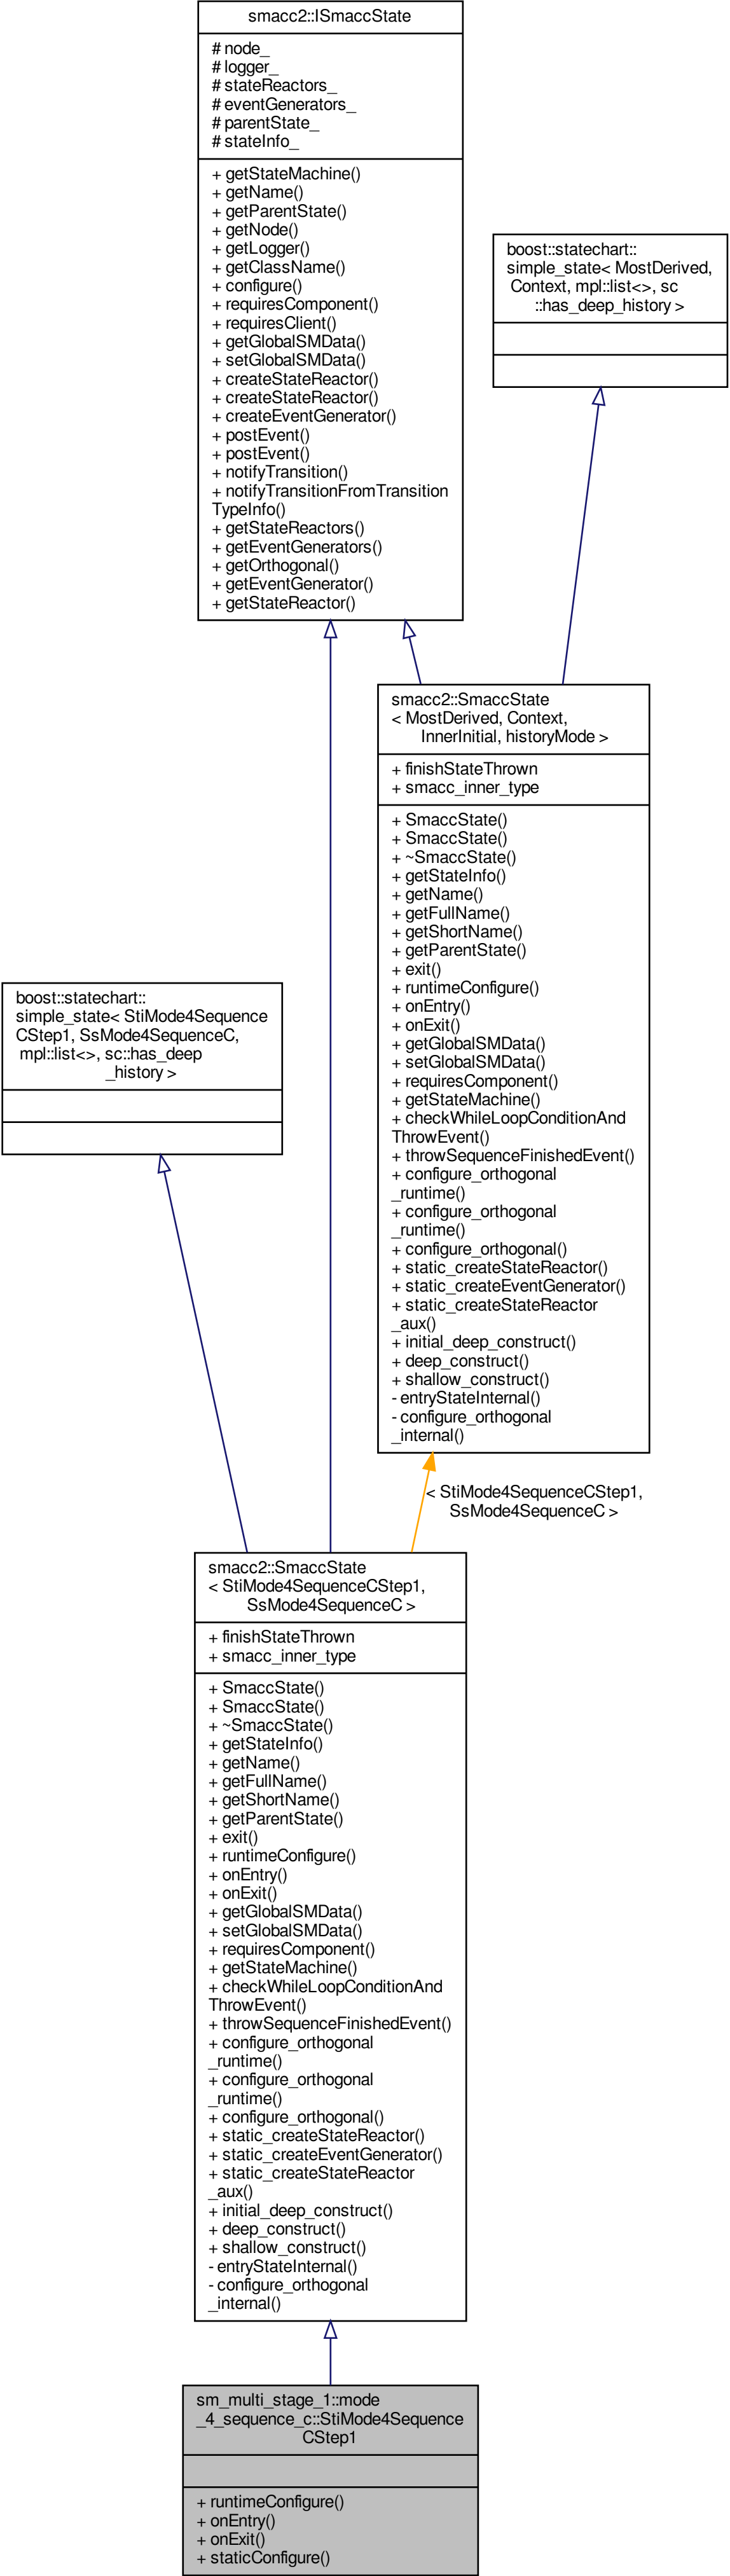 smacc2::ISmaccState
# node_
# logger_
# stateReactors_
# eventGenerators_
# parentState_
# stateInfo_
+ getStateMachine()
+ getName()
+ getParentState()
+ getNode()
+ getLogger()
+ getClassName()
+ configure()
+ requiresComponent()
+ requiresClient()
+ getGlobalSMData()
+ setGlobalSMData()
+ createStateReactor()
+ createStateReactor()
+ createEventGenerator()
+ postEvent()
+ postEvent()
+ notifyTransition()
+ notifyTransitionFromTransition
TypeInfo()
+ getStateReactors()
+ getEventGenerators()
+ getOrthogonal()
+ getEventGenerator()
+ getStateReactor()
boost::statechart::
simple_state< MostDerived,
Context, mpl::list<>, sc
::has_deep_history >
smacc2::SmaccState
< MostDerived, Context,
InnerInitial, historyMode >
+ finishStateThrown
+ smacc_inner_type
+ SmaccState()
+ SmaccState()
+ ~SmaccState()
+ getStateInfo()
+ getName()
+ getFullName()
+ getShortName()
+ getParentState()
+ exit()
+ runtimeConfigure()
+ onEntry()
+ onExit()
+ getGlobalSMData()
+ setGlobalSMData()
+ requiresComponent()
+ getStateMachine()
+ checkWhileLoopConditionAnd
ThrowEvent()
+ throwSequenceFinishedEvent()
+ configure_orthogonal
_runtime()
+ configure_orthogonal
_runtime()
+ configure_orthogonal()
+ static_createStateReactor()
+ static_createEventGenerator()
+ static_createStateReactor
_aux()
+ initial_deep_construct()
+ deep_construct()
+ shallow_construct()
- entryStateInternal()
- configure_orthogonal
_internal()
boost::statechart::
simple_state< StiMode4Sequence
CStep1, SsMode4SequenceC,
mpl::list<>, sc::has_deep
_history >
< StiMode4SequenceCStep1,
SsMode4SequenceC >
smacc2::SmaccState
< StiMode4SequenceCStep1,
SsMode4SequenceC >
+ finishStateThrown
+ smacc_inner_type
+ SmaccState()
+ SmaccState()
+ ~SmaccState()
+ getStateInfo()
+ getName()
+ getFullName()
+ getShortName()
+ getParentState()
+ exit()
+ runtimeConfigure()
+ onEntry()
+ onExit()
+ getGlobalSMData()
+ setGlobalSMData()
+ requiresComponent()
+ getStateMachine()
+ checkWhileLoopConditionAnd
ThrowEvent()
+ throwSequenceFinishedEvent()
+ configure_orthogonal
_runtime()
+ configure_orthogonal
_runtime()
+ configure_orthogonal()
+ static_createStateReactor()
+ static_createEventGenerator()
+ static_createStateReactor
_aux()
+ initial_deep_construct()
+ deep_construct()
+ shallow_construct()
- entryStateInternal()
- configure_orthogonal
_internal()
sm_multi_stage_1::mode
_4_sequence_c::StiMode4Sequence
CStep1
+ runtimeConfigure()
+ onEntry()
+ onExit()
+ staticConfigure()